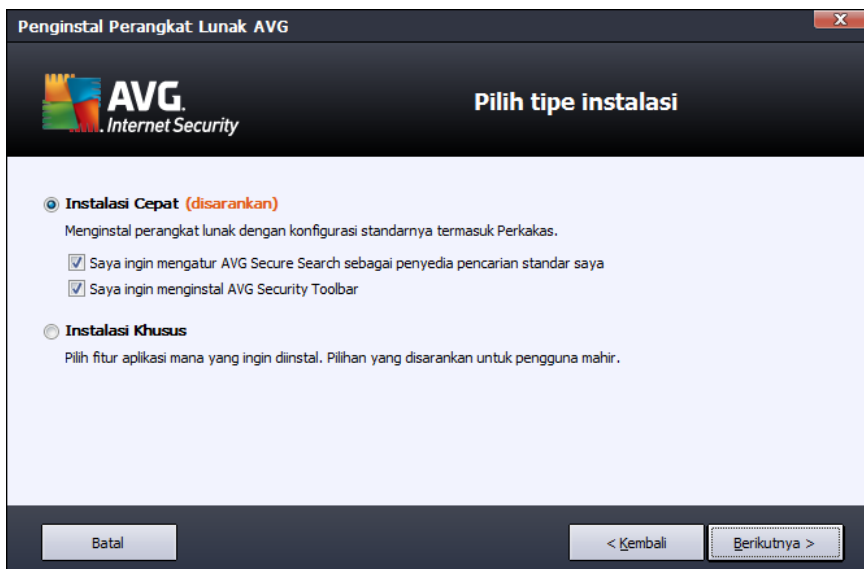 Penginstal Perangkat Lunak AVG
AVG.
Internet Security
Pilih tipe instalasi
Instalasi Cepat (disarankan)
Menginstal perangkat lunak dengan konfigurasi standarnya termasuk Perkakas.
Saya ingin mengatur AVG Secure Search sebagai penyedia pencarian standar saya
Saya ingin menginstal AVG Security Toolbar
Instalasi Khusus
Pilih fitur aplikasi mana yang ingin diinstal. Pilihan yang disarankan untuk pengguna mahir.
Batal
< Kembali
Berikutnya >